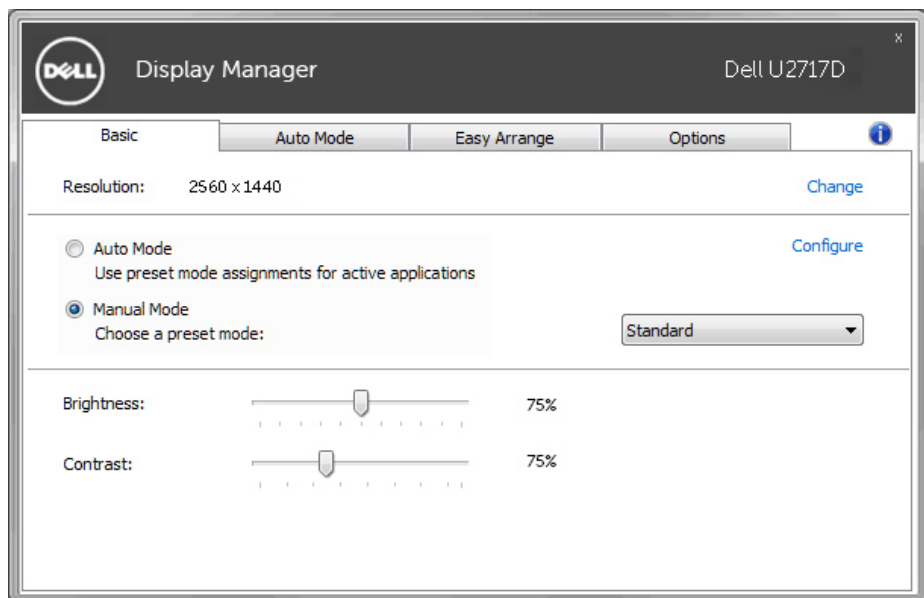 x
DELL Display Manager Dell U2717D
Basic Auto Mode Easy Arrange Options i
Resolution: 2560 x 1440 Change
Auto Mode Configure
Use preset mode assignments for active applications
Manual Mode
Choose a preset mode: Standard
Brightness: 75%
Contrast: 75%